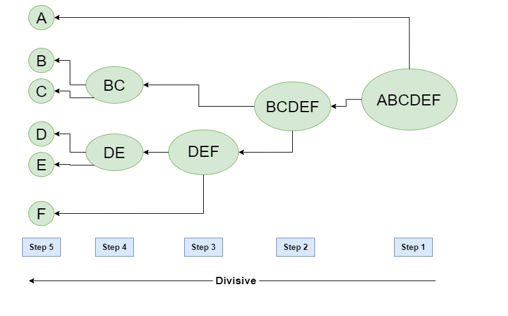 A
B
C
BC
ABCDEF
BCDEF
D
E
DE
DEF
F
Step 5
Step 4
Step 3
Step 2
Step 1
Divisive